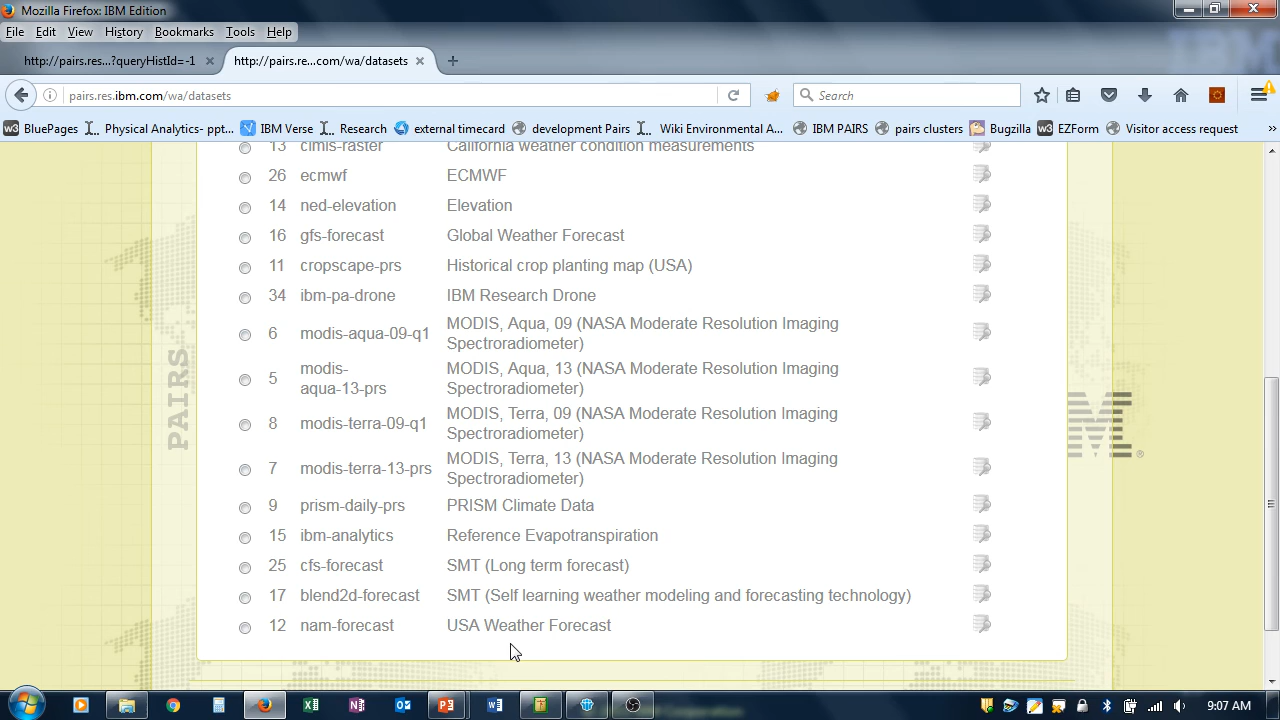 Mozilla Firefox: IBM Edition
File Edit View History Bookmarks Tools Help
http://pairs.res...?queryHistId=-1
http://pairs.re...com/wa/datasets
pairs.res.ibm.com/wa/datasets
Search
BluePages
Physical Analytics- ppt...
IBM Verse
Research
external timecard
development Pairs
Wiki Environmental A...
IBM PAIRS
pairs clusters
Bugzilla
EZForm
Visitor access request
13 cimis-raster California weather condition measurements
26 ecmwf ECMWF
4 ned-elevation Elevation
16 gfs-forecast Global Weather Forecast
11 cropscape-prs Historical crop planting map (USA)
34 ibm-pa-drone IBM Research Drone
6 modis-aqua-09-q1 MODIS, Aqua, 09 (NASA Moderate Resolution Imaging
Spectroradiometer)
5 modis-aqua-13-prs MODIS, Aqua, 13 (NASA Moderate Resolution Imaging
Spectroradiometer)
8 modis-terra-09-q1 MODIS, Terra, 09 (NASA Moderate Resolution Imaging
Spectroradiometer)
7 modis-terra-13-prs MODIS, Terra, 13 (NASA Moderate Resolution Imaging
Spectroradiometer)
9 prism-daily-prs PRISM Climate Data
3 ibm-analytics Reference Evapotranspiration
cfs-forecast SMT (Long term forecast)
1 blend2d-forecast SMT (Self learning weather modeling and forecasting technology)
2 nam-forecast USA Weather Forecast
PAIRS
9:07 AM